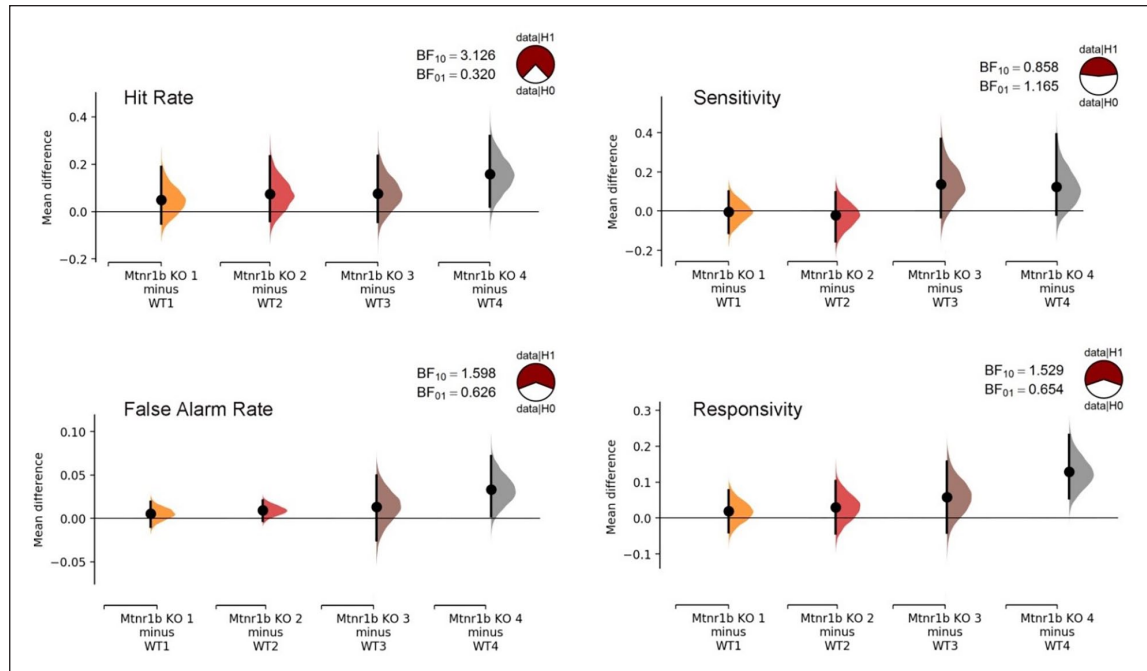 data|H1
BF10 = 3.126
BF01 = 0.320
data|H0
Hit Rate
Mean difference
0.4
0.2
0.0
−0.2
Mtnr1b KO 1
minus
WT1
Mtnr1b KO 2
minus
WT2
Mtnr1b KO 3
minus
WT3
Mtnr1b KO 4
minus
WT4
data|H1
BF10 = 0.858
BF01 = 1.165
data|H0
Sensitivity
Mean difference
0.4
0.2
0.0
−0.2
Mtnr1b KO 1
minus
WT1
Mtnr1b KO 2
minus
WT2
Mtnr1b KO 3
minus
WT3
Mtnr1b KO 4
minus
WT4
data|H1
BF10 = 1.598
BF01 = 0.626
data|H0
False Alarm Rate
Mean difference
0.10
0.05
0.00
−0.05
Mtnr1b KO 1
minus
WT1
Mtnr1b KO 2
minus
WT2
Mtnr1b KO 3
minus
WT3
Mtnr1b KO 4
minus
WT4
data|H1
BF10 = 1.529
BF01 = 0.654
data|H0
Responsivity
Mean difference
0.3
0.2
0.1
0.0
−0.1
Mtnr1b KO 1
minus
WT1
Mtnr1b KO 2
minus
WT2
Mtnr1b KO 3
minus
WT3
Mtnr1b KO 4
minus
WT4